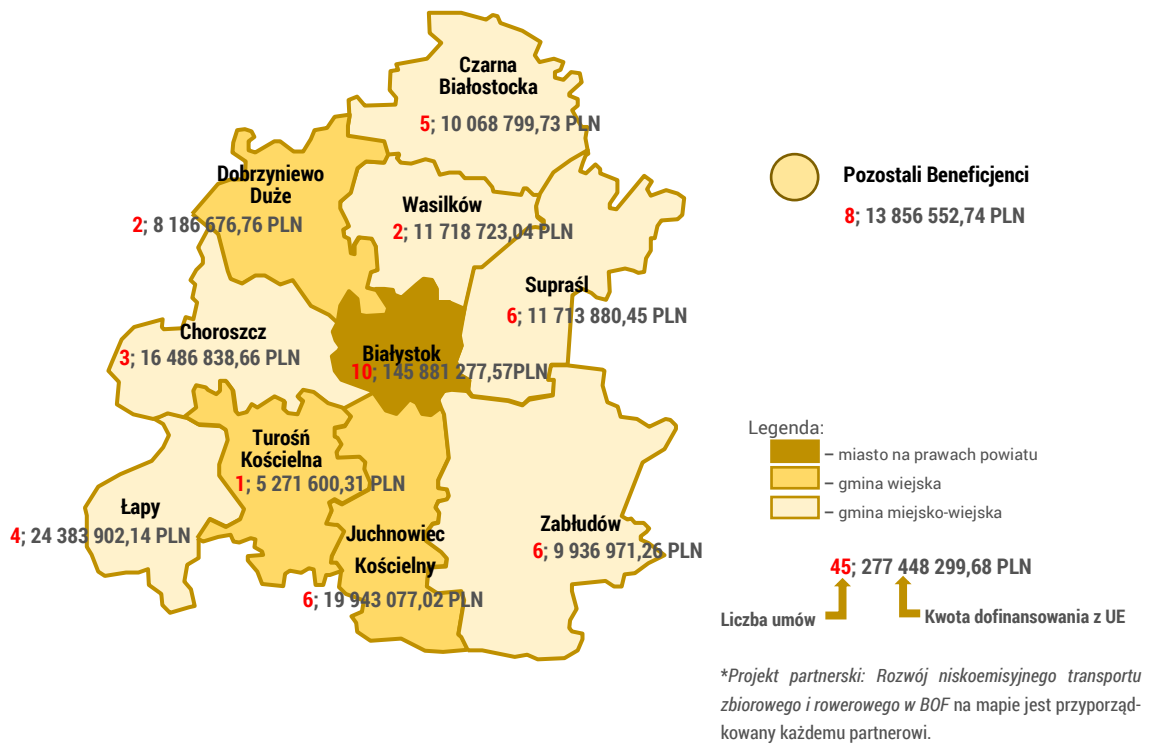 Czarna
Białostocka
5; 10 068 799,73 PLN
Dobrzyniewo
Duże
2; 8 186 676,76 PLN
Wasilków
2; 11 718 723,04 PLN
Pozostali Beneficjenci
8; 13 856 552,74 PLN
Supraśl
6; 11 713 880,45 PLN
Choroszcz
3; 16 486 838,66 PLN
Białystok
10; 145 881 277,57PLN
Turośń
Kościelna
1; 5 271 600,31 PLN
Łapy
4; 24 383 902,14 PLN
Juchnowiec
Kościelny
6; 19 943 077,02 PLN
Zabłudów
6; 9 936 971,26 PLN
Legenda:
– miasto na prawach powiatu
– gmina wiejska
– gmina miejsko-wiejska
45; 277 448 299,68 PLN
Liczba umów
Kwota dofinansowania z UE
*Projekt partnerski: Rozwój niskoemisyjnego transportu
zbiorowego i rowerowego w BOF na mapie jest przyporząd-
kowany każdemu partnerowi.